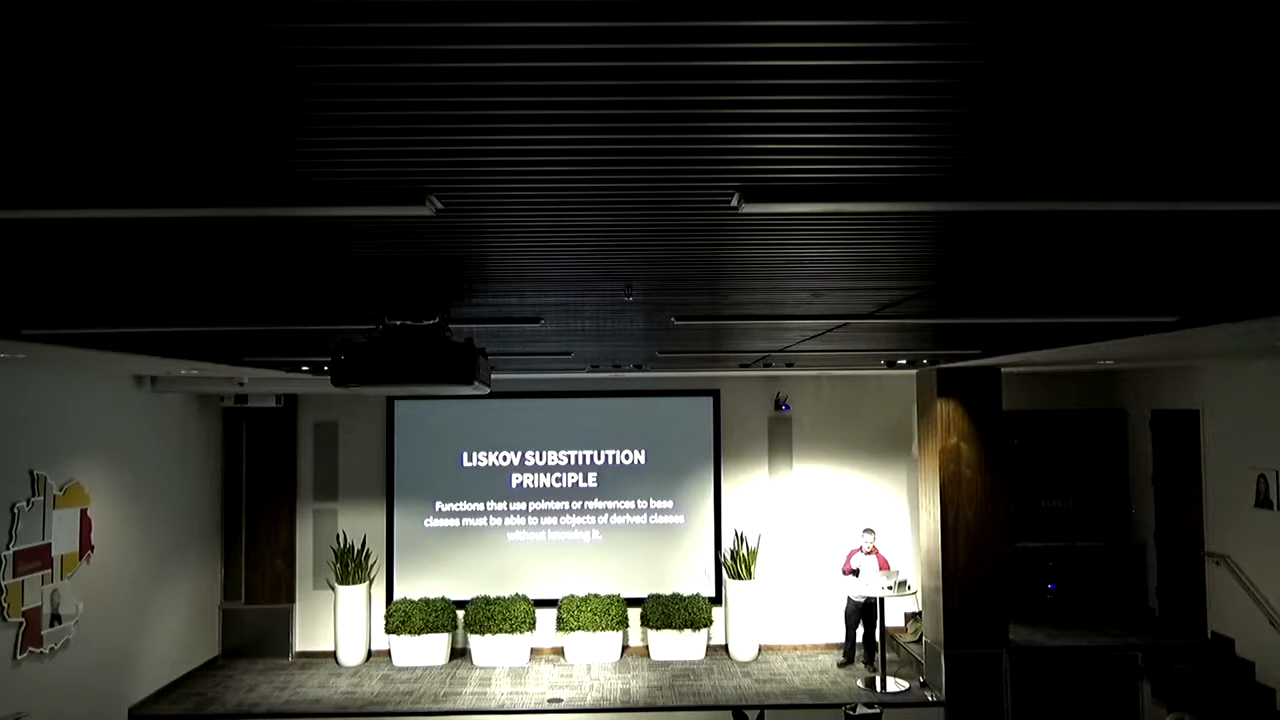 LISKOV SUBSTITUTION
PRINCIPLE
Functions that use pointers or references to base
classes must be able to use objects of derived classes
without knowing it.